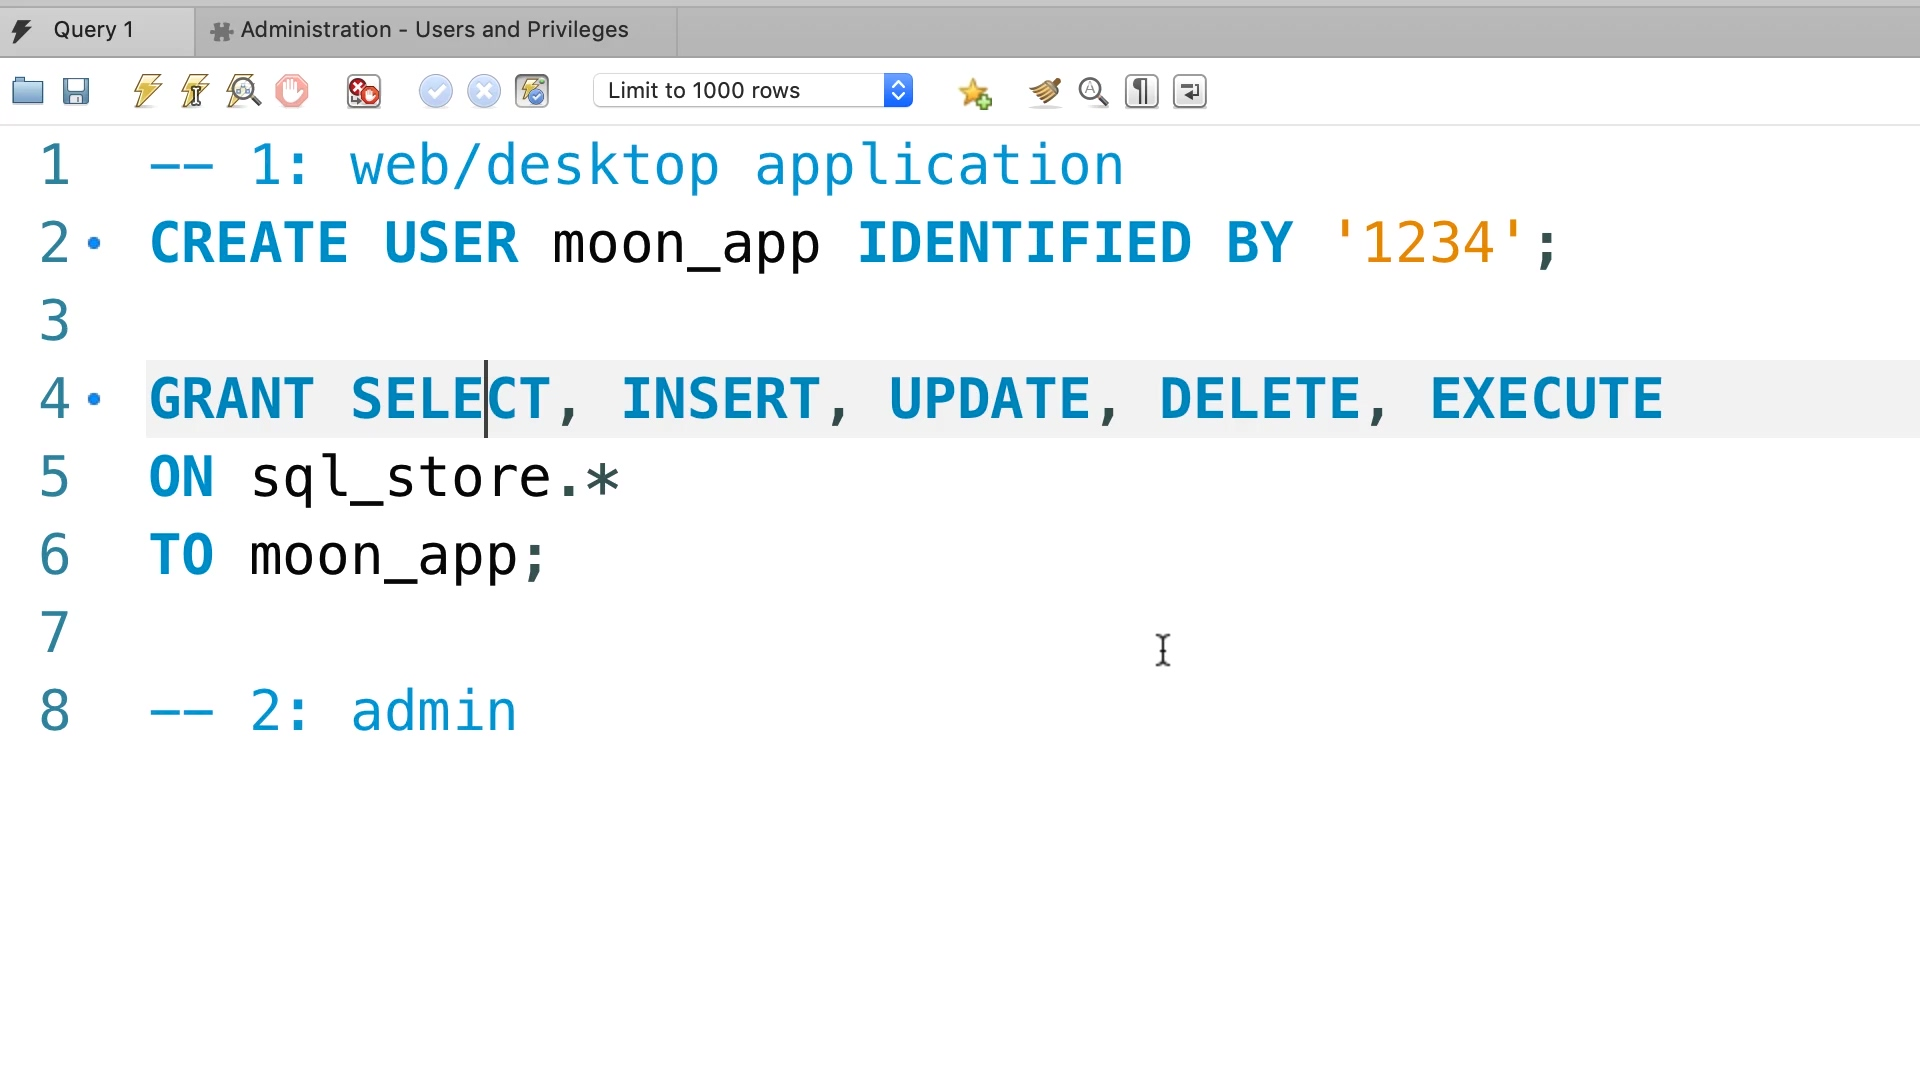 Query 1
Administration - Users and Privileges
Limit to 1000 rows
1 -- 1: web/desktop application
2 CREATE USER moon_app IDENTIFIED BY '1234';
3
4 GRANT SELECT, INSERT, UPDATE, DELETE, EXECUTE
5 ON sql_store.*
6 TO moon_app;
7
8 -- 2: admin